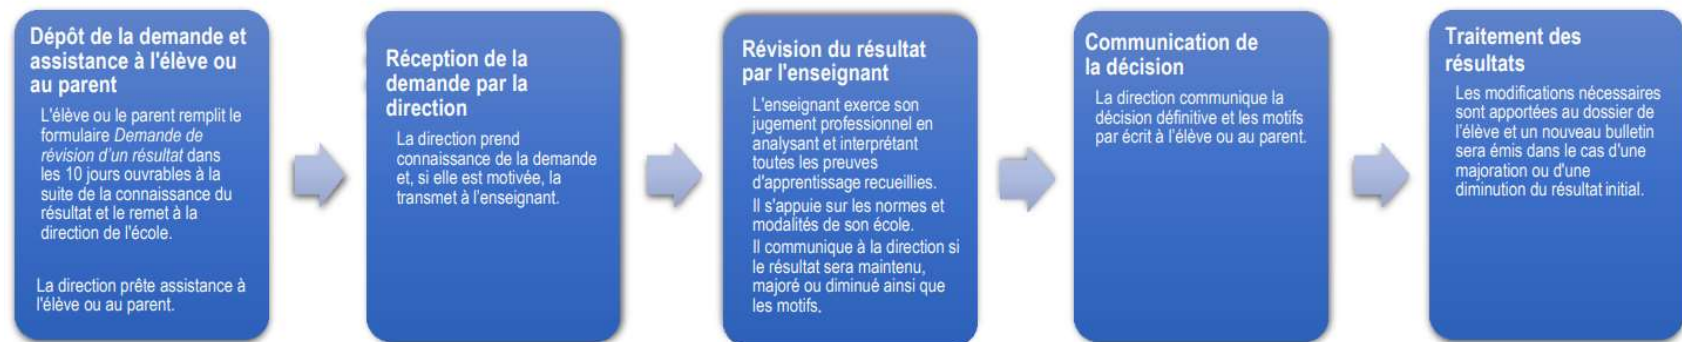 Dépôt de la demande et
assistance à l'élève ou
au parent
L'élève ou le parent remplit le
formulaire Demande de
révision d'un résultat dans
les 10 jours ouvrables à la
suite de la connaissance du
résultat et le remet à la
direction de l'école.
La direction prête assistance à
l'élève ou au parent.
Réception de la
demande par la
direction
La direction prend
connaissance de la demande
et, si elle est motivée, la
transmet à l'enseignant.
Révision du résultat
par l'enseignant
L'enseignant exerce son
jugement professionnel en
analysant et interprétant
toutes les preuves
d'apprentissage recueillies.
Il s'appuie sur les normes et
modalités de son école.
Il communique à la direction si
le résultat sera maintenu,
majoré ou diminué ainsi que
les motifs.
Communication de
la décision
La direction communique la
décision définitive et les motifs
par écrit à l'élève ou au parent.
Traitement des
résultats
Les modifications nécessaires
sont apportées au dossier de
l'élève et un nouveau bulletin
sera émis dans le cas d'une
majoration ou d'une
diminution du résultat initial.